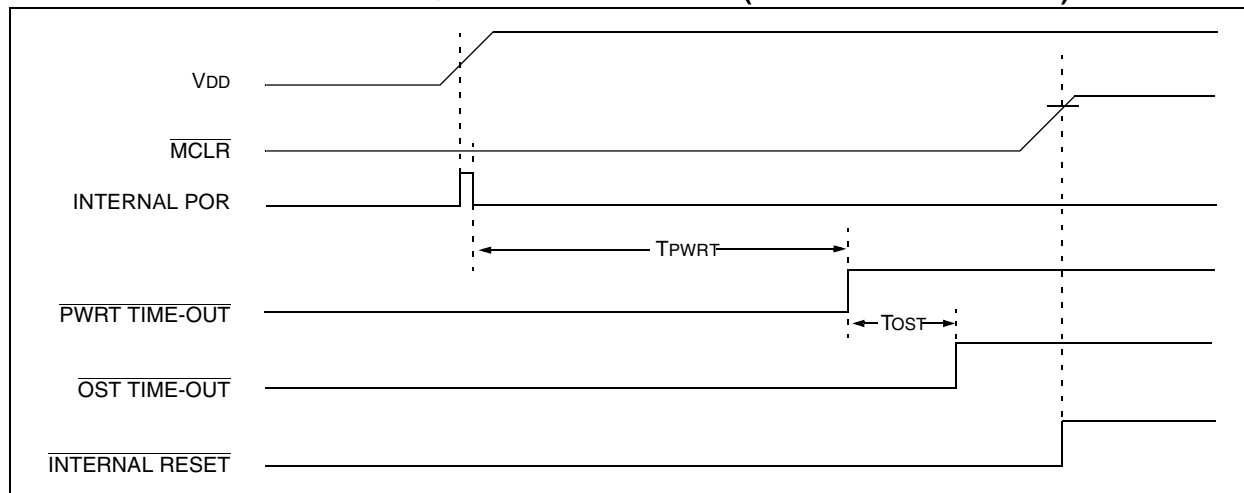 VDD
MCLR
INTERNAL POR
TPWRT
PWRT TIME-OUT
TOST
OST TIME-OUT
INTERNAL RESET